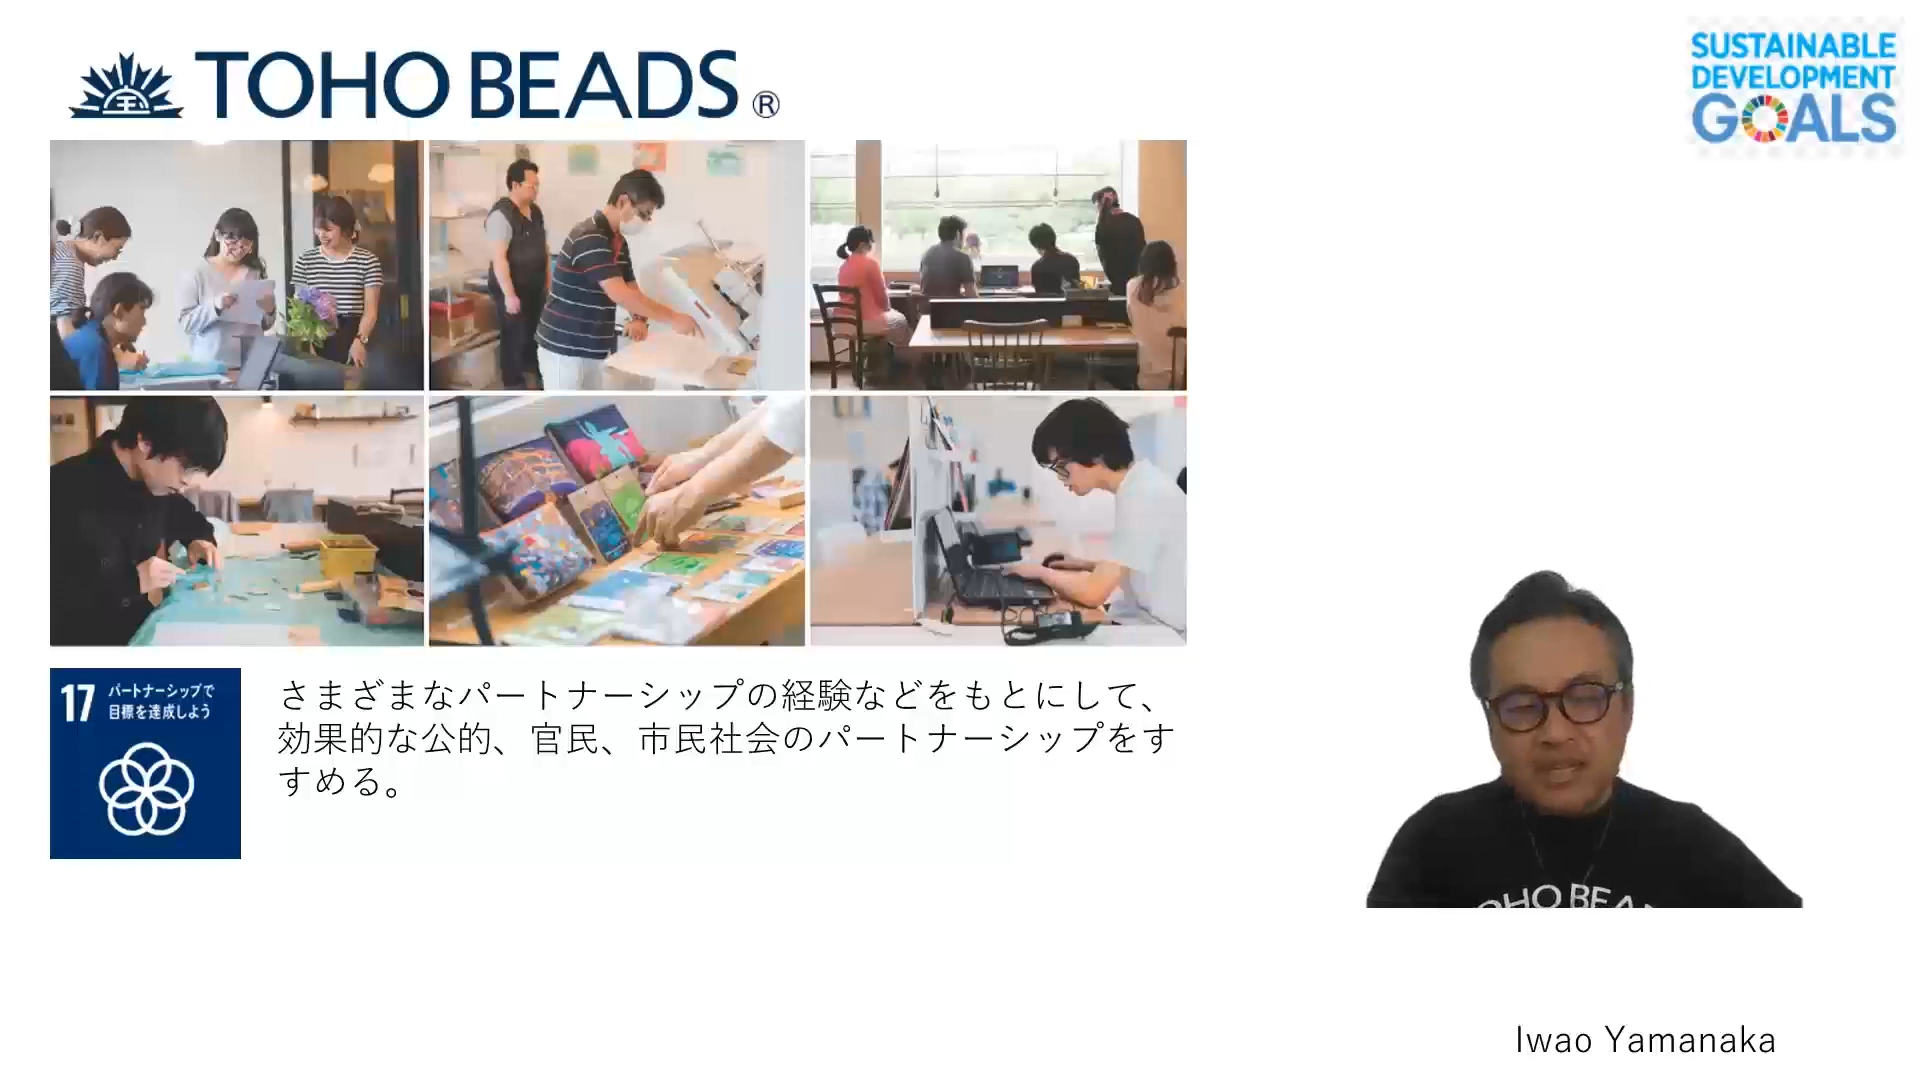 TOHO BEADS®
SUSTAINABLE
DEVELOPMENT
GOALS
17 パートナーシップで
目標を達成しよう
さまざまなパートナーシップの経験などをもとにして、
効果的な公的、官民、市民社会のパートナーシップをす
すめる。
OHO BEA
Iwao Yamanaka